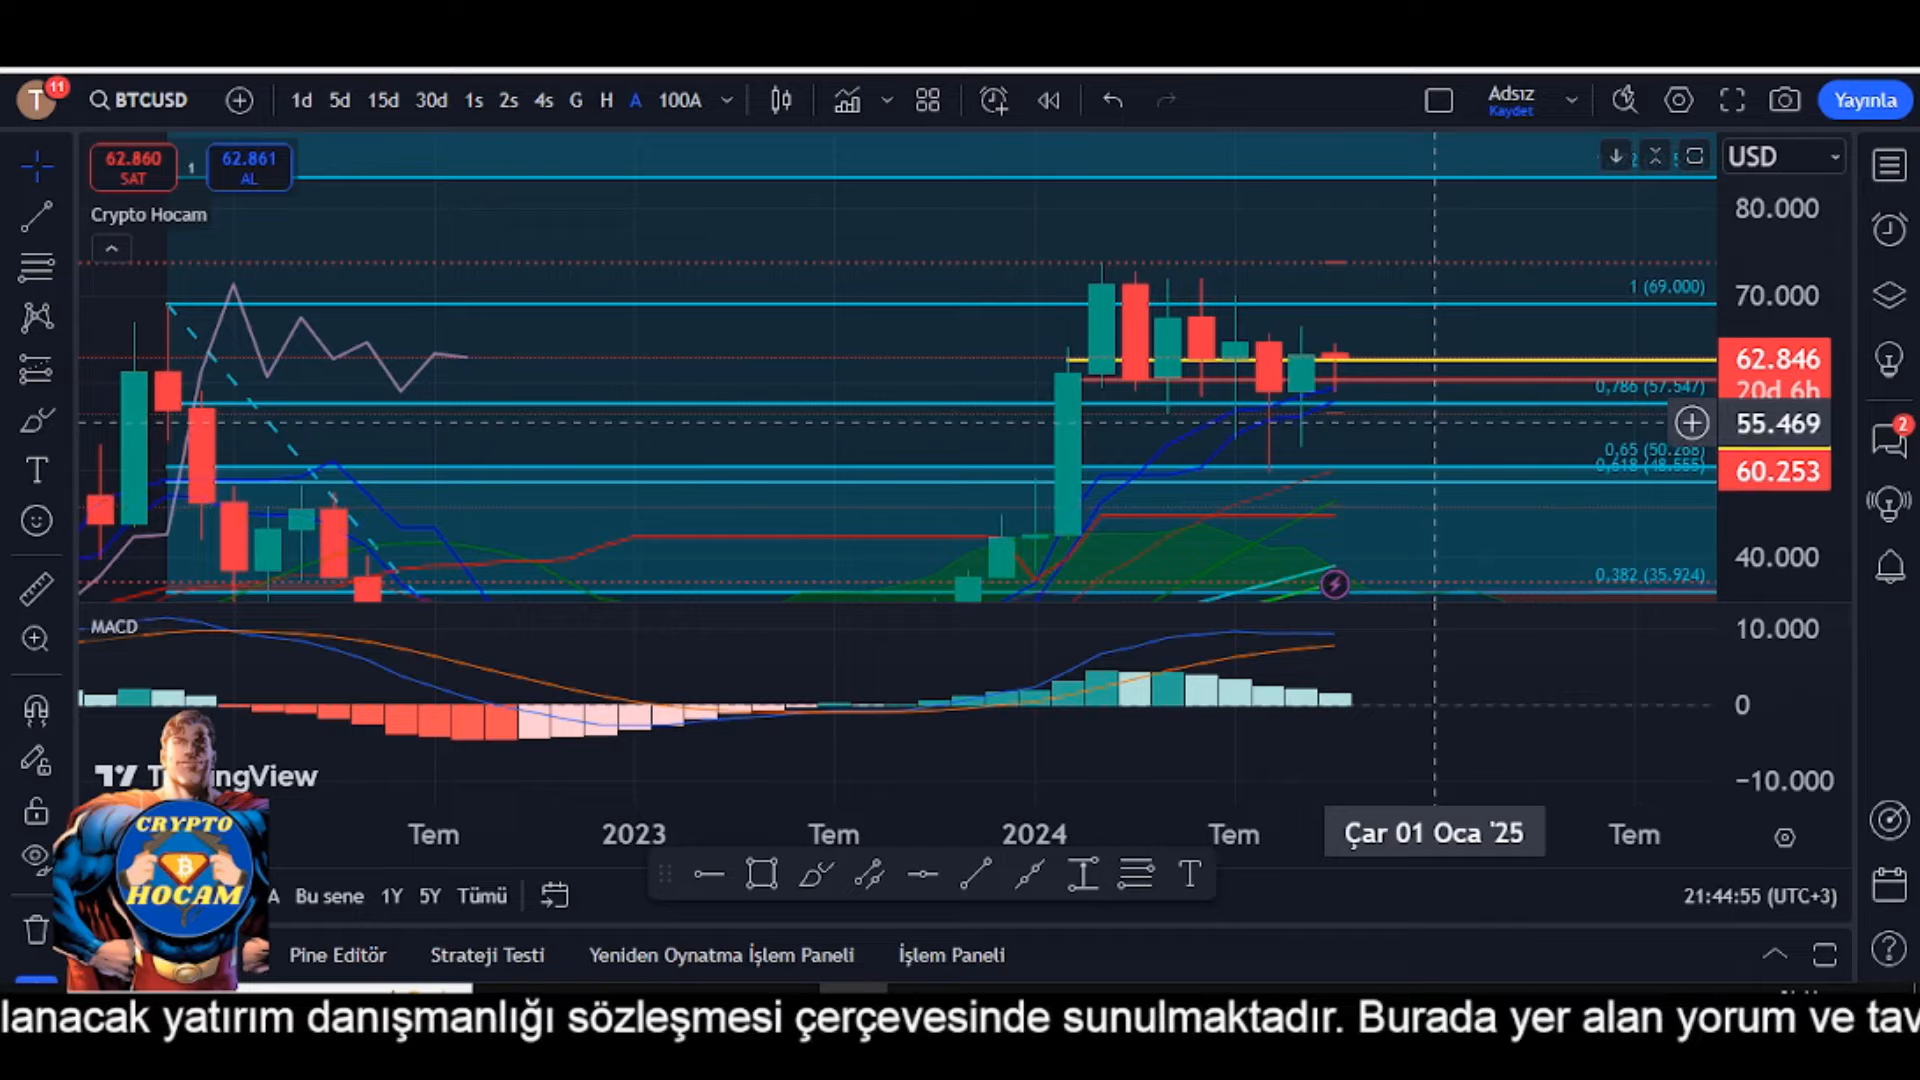 T 11 BTCUSD 1d 5d 15d 30d 1s 2s 4s G H A 100A Adsız Kaydet Yayınla
62.860 SAT 1 62.861 AL USD
80.000
Crypto Hocam
1 (69.000) 70.000
62.846
0,786 (57.547) 20d 6h
55.469
0,65 (50.268)
0,618 (48.555) 60.253
2
40.000
0,382 (35.924)
MACD 10.000
0
TradingView −10.000
Tem 2023 Tem 2024 Tem Çar 01 Oca '25 Tem
CRYPTO
HOCAM
A Bu sene 1Y 5Y Tümü 21:44:55 (UTC+3)
Pine Editör Strateji Testi Yeniden Oynatma İşlem Paneli İşlem Paneli
lanacak yatırım danışmanlığı sözleşmesi çerçevesinde sunulmaktadır. Burada yer alan yorum ve tav